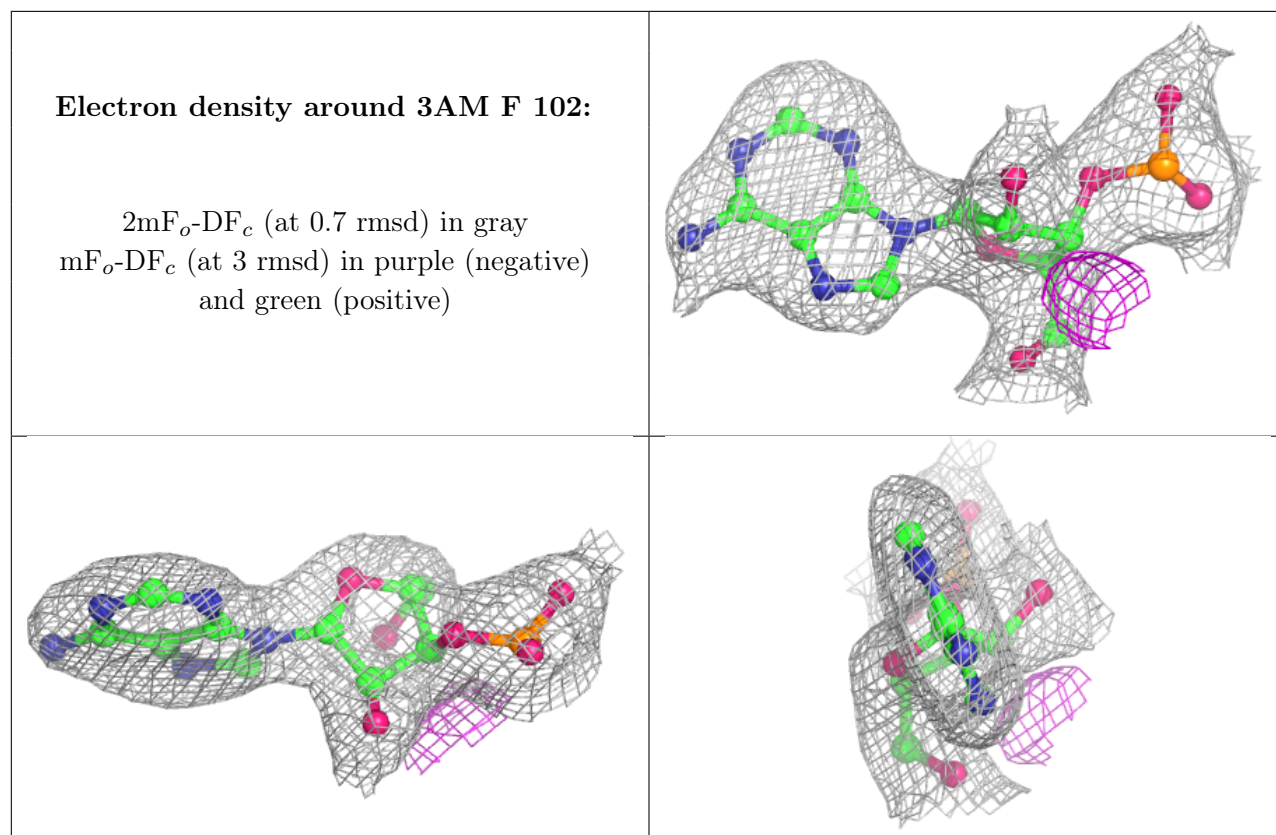 Electron density around 3AM F 102:
2mFₒ-DF𝒸 (at 0.7 rmsd) in gray
mFₒ-DF𝒸 (at 3 rmsd) in purple (negative)
and green (positive)